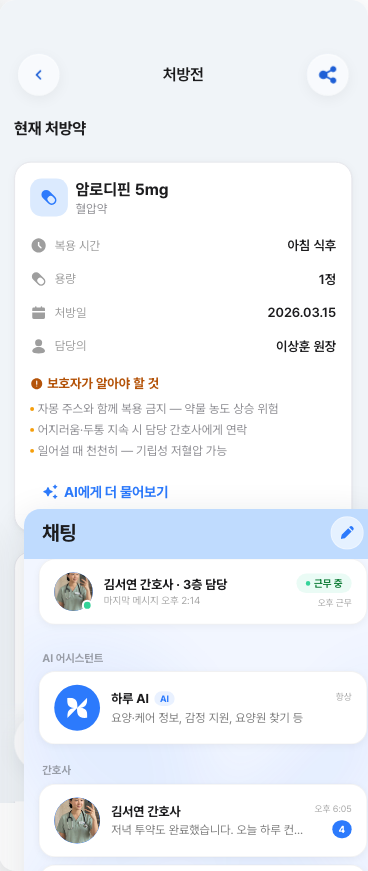 처방전
현재 처방약
암로디핀 5mg
혈압약
복용 시간 아침 식후
용량 1정
처방일 2026.03.15
담당의 이상훈 원장
보호자가 알아야 할 것
• 자몽 주스와 함께 복용 금지 — 약물 농도 상승 위험
• 어지러움·두통 지속 시 담당 간호사에게 연락
• 일어설 때 천천히 — 기립성 저혈압 가능
AI에게 더 물어보기
채팅
김서연 간호사 · 3층 담당 근무 중
마지막 메시지 오후 2:14 오후 근무
AI 어시스턴트
하루 AI AI 항상
요양·케어 정보, 감정 지원, 요양원 찾기 등
간호사
김서연 간호사 오후 6:05
저녁 투약도 완료했습니다. 오늘 하루 컨... 4